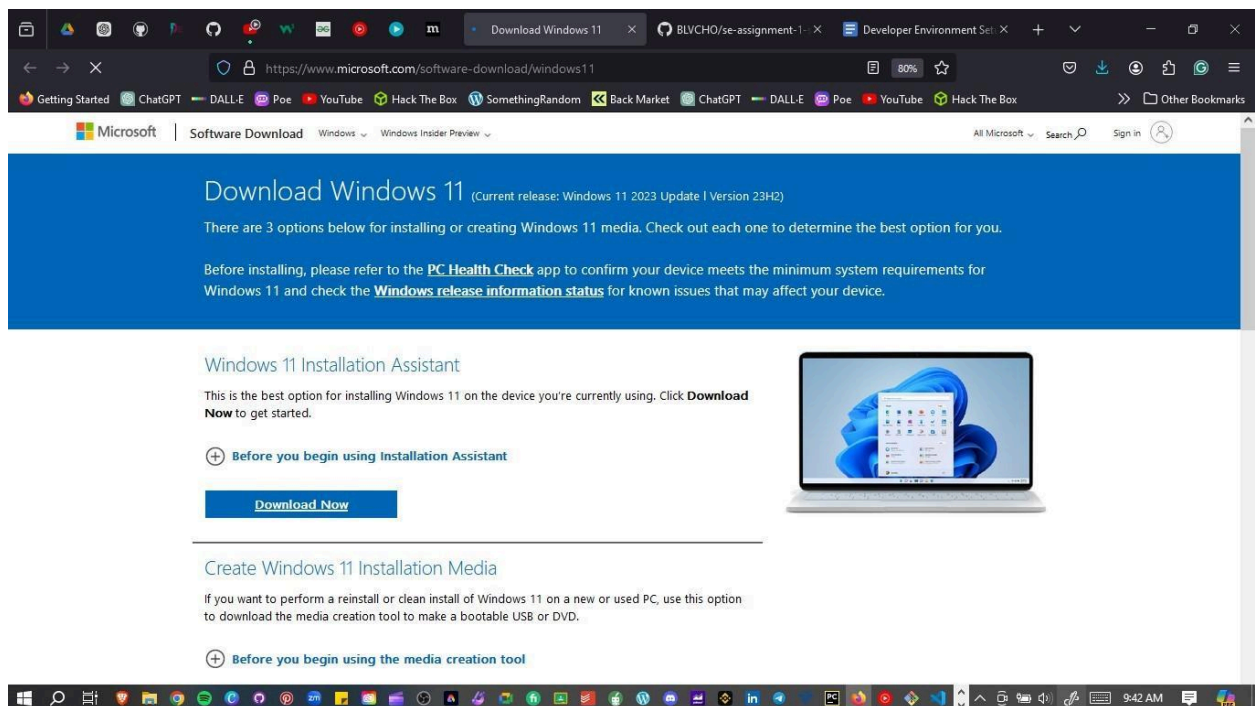 Download Windows 11
BLVCHO/se-assignment-1-
Developer Environment Set
https://www.microsoft.com/software-download/windows11
80%
Getting Started ChatGPT DALL·E Poe YouTube Hack The Box SomethingRandom Back Market ChatGPT DALL·E Poe YouTube Hack The Box Other Bookmarks
Microsoft Software Download Windows Windows Insider Preview All Microsoft Search Sign in
Download Windows 11 (Current release: Windows 11 2023 Update l Version 23H2)
There are 3 options below for installing or creating Windows 11 media. Check out each one to determine the best option for you.
Before installing, please refer to the PC Health Check app to confirm your device meets the minimum system requirements for
Windows 11 and check the Windows release information status for known issues that may affect your device.
Windows 11 Installation Assistant
This is the best option for installing Windows 11 on the device you're currently using. Click Download
Now to get started.
Before you begin using Installation Assistant
Download Now
Create Windows 11 Installation Media
If you want to perform a reinstall or clean install of Windows 11 on a new or used PC, use this option
to download the media creation tool to make a bootable USB or DVD.
Before you begin using the media creation tool
9:42 AM